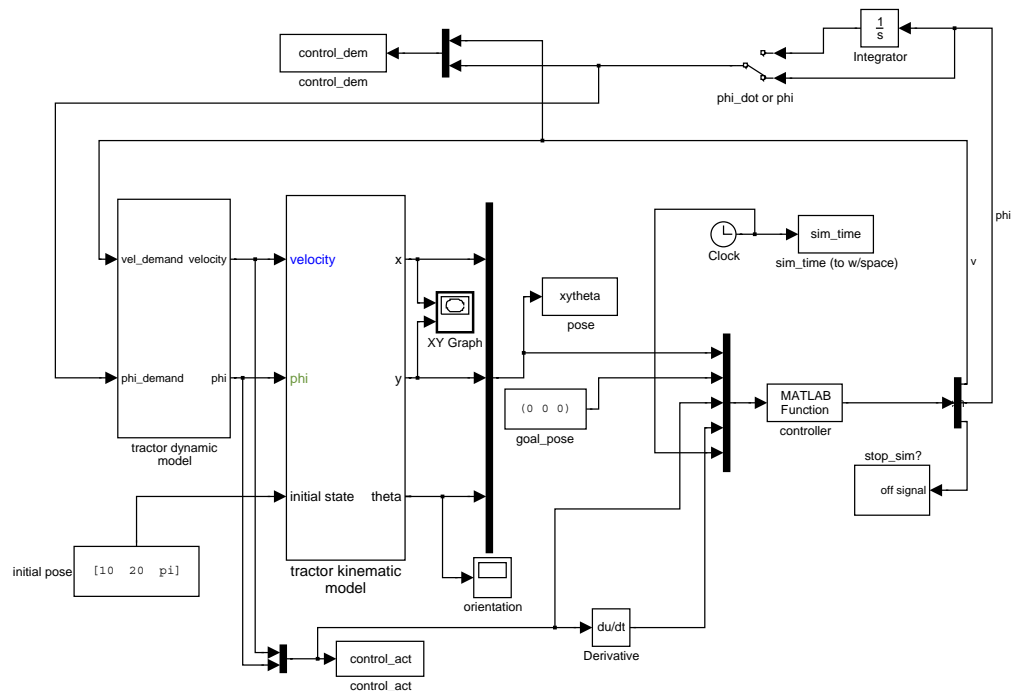 1
s
Integrator
control_dem
control_dem
phi_dot or phi
phi
sim_time
Clock
sim_time (to w/space)
vel_demand velocity
velocity
x
v
xytheta
pose
XY Graph
phi_demand
phi
phi
y
(0 0 0)
goal_pose
MATLAB
Function
controller
tractor dynamic
model
stop_sim?
off signal
initial state
theta
initial pose
[10 20 pi]
tractor kinematic
model
orientation
du/dt
Derivative
control_act
control_act